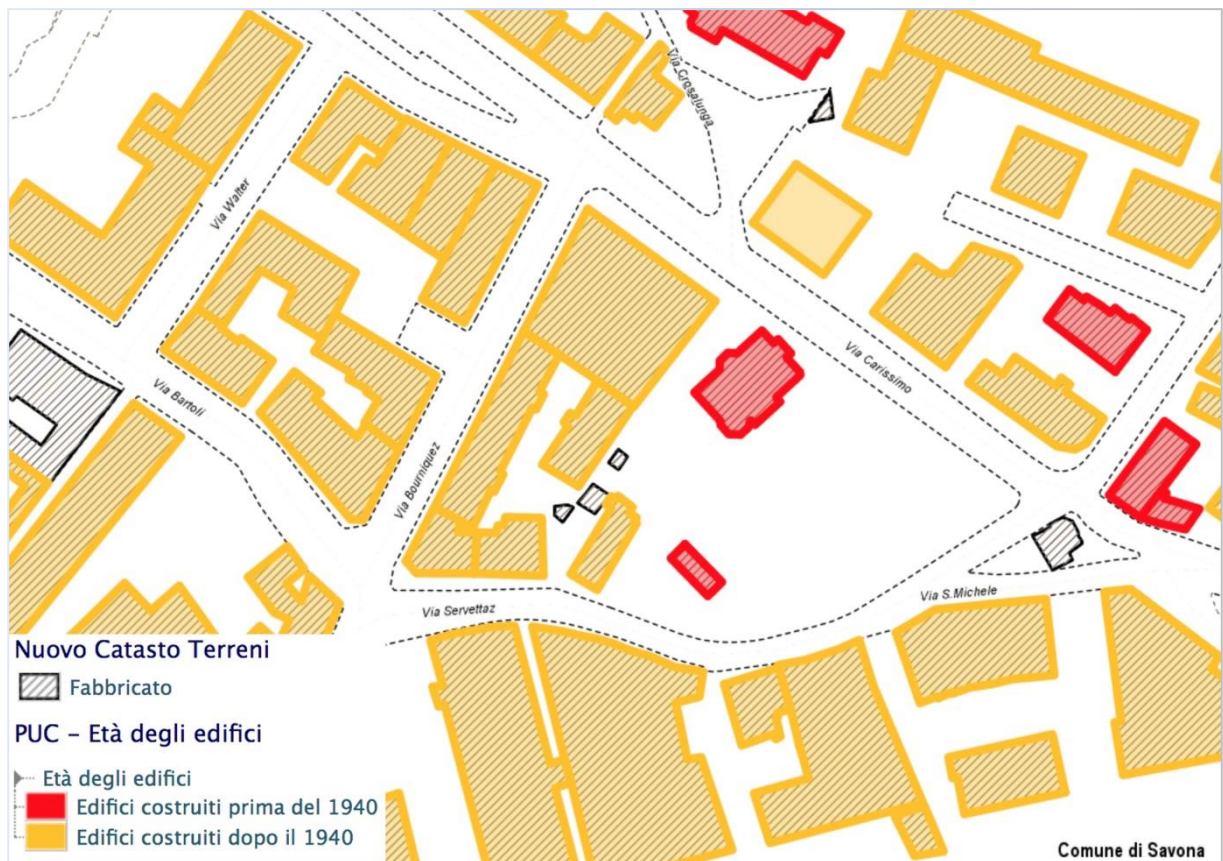 Via Crosalunga
Via Walter
Via Carissimo
Via Bartoli
Via Bourniquez
Via S.Michele
Via Servettaz
Nuovo Catasto Terreni
Fabbricato
PUC – Età degli edifici
Età degli edifici
Edifici costruiti prima del 1940
Edifici costruiti dopo il 1940
Comune di Savona